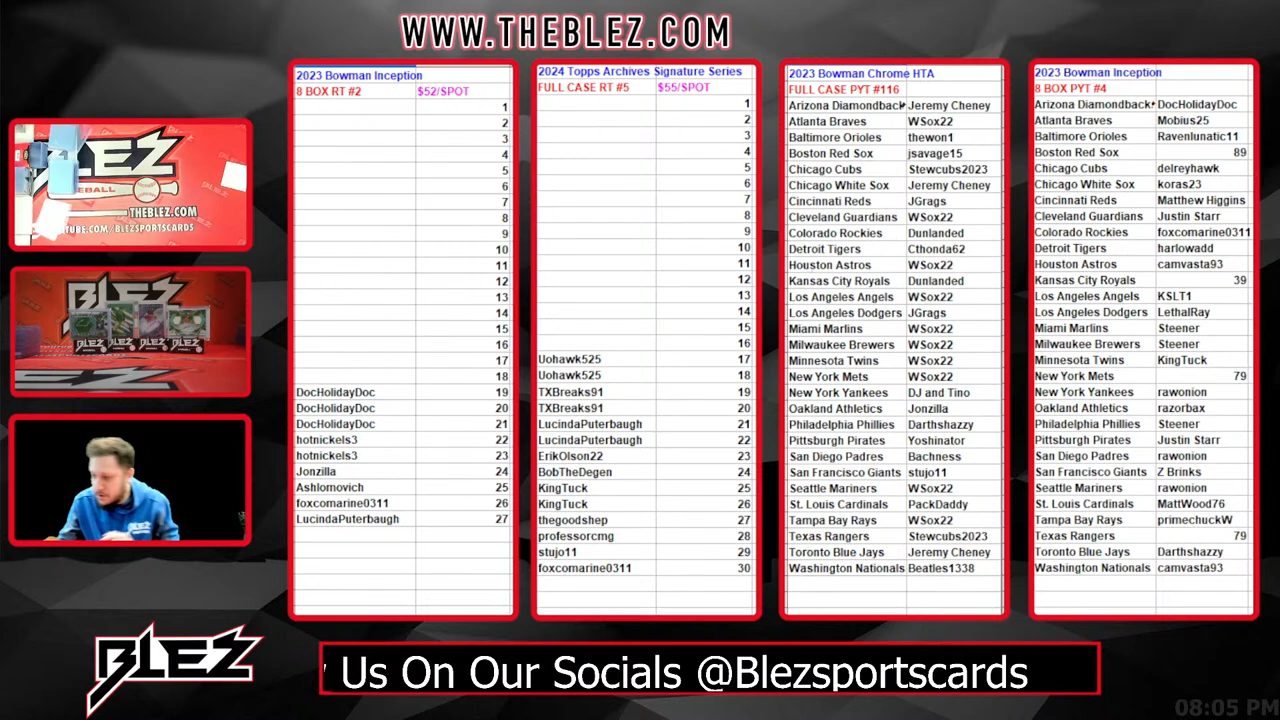 WWW.THEBLEZ.COM
BLEZ
BASEBALL
THEBLEZ.COM
TUBE.COM/BLEZSPORTSCARDS
BLEZ
2023 Bowman Inception
8 BOX RT #2 $52/SPOT
1
2
3
4
5
6
7
8
9
10
11
12
13
14
15
16
17
18
DocHolidayDoc 19
DocHolidayDoc 20
DocHolidayDoc 21
hotnickels3 22
hotnickels3 23
Jonzilla 24
Ashlomovich 25
foxcomarine0311 26
LucindaPuterbaugh 27
2024 Topps Archives Signature Series
FULL CASE RT #5 $55/SPOT
1
2
3
4
5
6
7
8
9
10
11
12
13
14
15
16
Uohawk525 17
Uohawk525 18
TXBreaks91 19
TXBreaks91 20
LucindaPuterbaugh 21
LucindaPuterbaugh 22
ErikOlson22 23
BobTheDegen 24
KingTuck 25
KingTuck 26
thegoodshep 27
professorcmg 28
stujo11 29
foxcomarine0311 30
2023 Bowman Chrome HTA
FULL CASE PYT #116
Arizona Diamondback Jeremy Cheney
Atlanta Braves WSox22
Baltimore Orioles thewon1
Boston Red Sox jsavage15
Chicago Cubs Stewcubs2023
Chicago White Sox Jeremy Cheney
Cincinnati Reds JGrags
Cleveland Guardians WSox22
Colorado Rockies Dunlanded
Detroit Tigers Cthonda62
Houston Astros WSox22
Kansas City Royals Dunlanded
Los Angeles Angels WSox22
Los Angeles Dodgers JGrags
Miami Marlins WSox22
Milwaukee Brewers WSox22
Minnesota Twins WSox22
New York Mets WSox22
New York Yankees DJ and Tino
Oakland Athletics Jonzilla
Philadelphia Phillies Darthshazzy
Pittsburgh Pirates Yoshinator
San Diego Padres Bachness
San Francisco Giants stujo11
Seattle Mariners WSox22
St. Louis Cardinals PackDaddy
Tampa Bay Rays WSox22
Texas Rangers Stewcubs2023
Toronto Blue Jays Jeremy Cheney
Washington Nationals Beatles1338
2023 Bowman Inception
8 BOX PYT #4
Arizona Diamondback DocHolidayDoc
Atlanta Braves Mobius25
Baltimore Orioles Ravenlunatic11
Boston Red Sox 89
Chicago Cubs delreyhawk
Chicago White Sox koras23
Cincinnati Reds Matthew Higgins
Cleveland Guardians Justin Starr
Colorado Rockies foxcomarine0311
Detroit Tigers harlowadd
Houston Astros camvasta93
Kansas City Royals 39
Los Angeles Angels KSLT1
Los Angeles Dodgers LethalRay
Miami Marlins Steener
Milwaukee Brewers Steener
Minnesota Twins KingTuck
New York Mets 79
New York Yankees rawonion
Oakland Athletics razorbax
Philadelphia Phillies Steener
Pittsburgh Pirates Justin Starr
San Diego Padres rawonion
San Francisco Giants Z Brinks
Seattle Mariners rawonion
St. Louis Cardinals MattWood76
Tampa Bay Rays primechuckW
Texas Rangers 79
Toronto Blue Jays Darthshazzy
Washington Nationals camvasta93
BLEZ
Us On Our Socials @Blezsportscards
08:05 PM